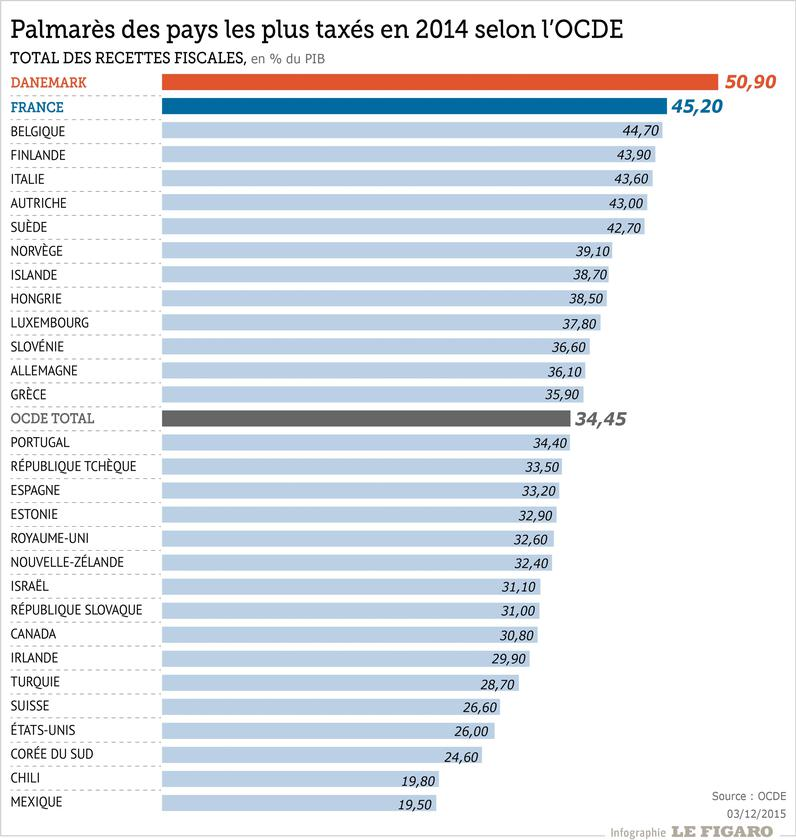 Palmarès des pays les plus taxés en 2014 selon l'OCDE
TOTAL DES RECETTES FISCALES, en % du PIB
DANEMARK 50,90
FRANCE 45,20
BELGIQUE 44,70
FINLANDE 43,90
ITALIE 43,60
AUTRICHE 43,00
SUÈDE 42,70
NORVÈGE 39,10
ISLANDE 38,70
HONGRIE 38,50
LUXEMBOURG 37,80
SLOVÉNIE 36,60
ALLEMAGNE 36,10
GRÈCE 35,90
OCDE TOTAL 34,45
PORTUGAL 34,40
RÉPUBLIQUE TCHÈQUE 33,50
ESPAGNE 33,20
ESTONIE 32,90
ROYAUME-UNI 32,60
NOUVELLE-ZÉLANDE 32,40
ISRAËL 31,10
RÉPUBLIQUE SLOVAQUE 31,00
CANADA 30,80
IRLANDE 29,90
TURQUIE 28,70
SUISSE 26,60
ÉTATS-UNIS 26,00
CORÉE DU SUD 24,60
CHILI 19,80
MEXIQUE 19,50
Source : OCDE
03/12/2015
Infographie LE FIGARO